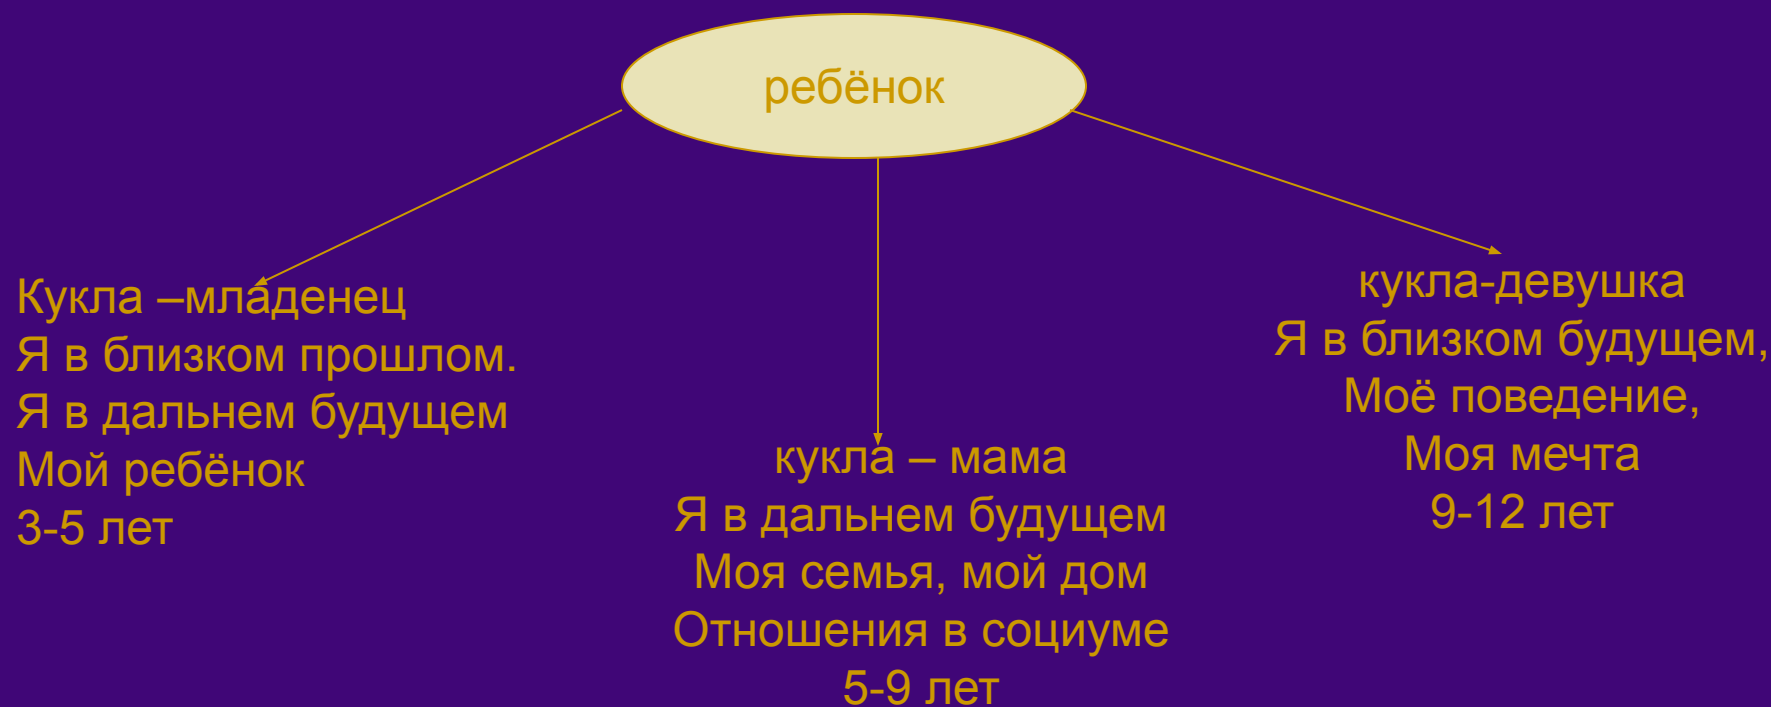 ребёнок
Кукла –младенец
Я в близком прошлом.
Я в дальнем будущем
Мой ребёнок
3-5 лет
кукла – мама
Я в дальнем будущем
Моя семья, мой дом
Отношения в социуме
5-9 лет
кукла-девушка
Я в близком будущем,
Моё поведение,
Моя мечта
9-12 лет